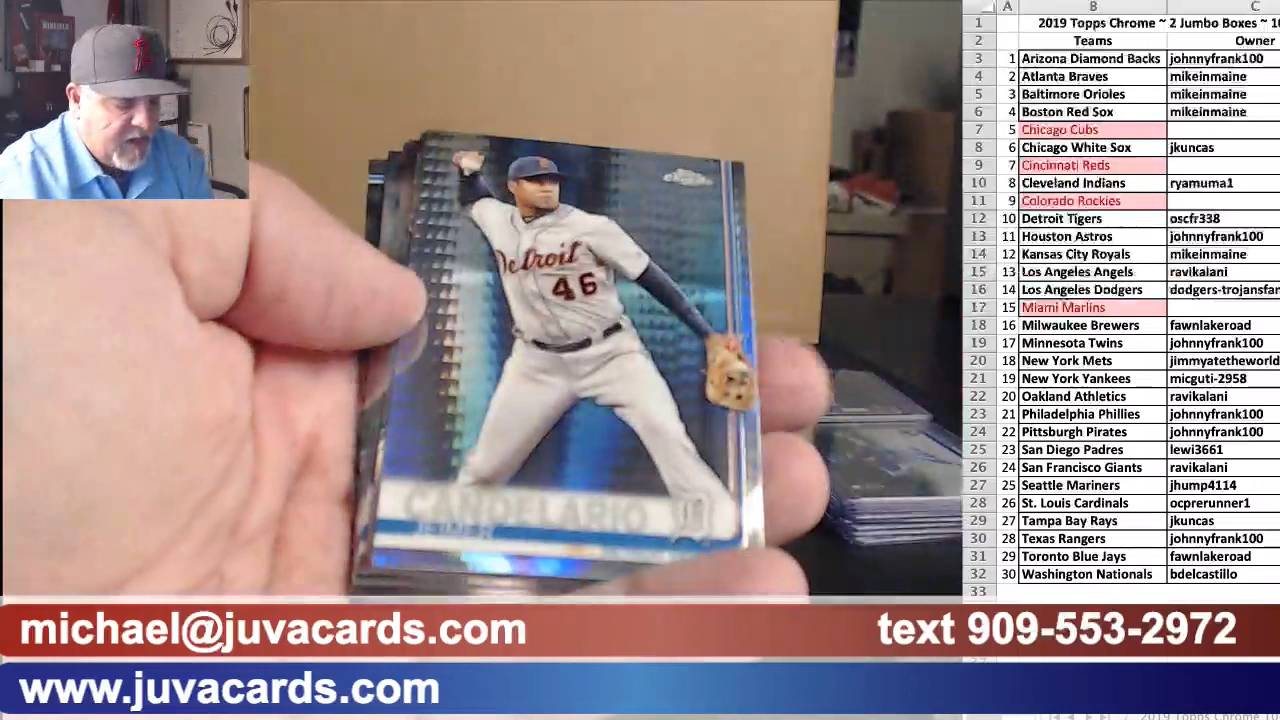 A B C
1 2019 Topps Chrome ~ 2 Jumbo Boxes ~
2 Teams Owner
3 1 Arizona Diamond Backs johnnyfrank100
4 2 Atlanta Braves mikeinmaine
5 3 Baltimore Orioles mikeinmaine
6 4 Boston Red Sox mikeinmaine
7 5 Chicago Cubs
8 6 Chicago White Sox jkuncas
9 7 Cincinnati Reds
10 8 Cleveland Indians ryamuma1
11 9 Colorado Rockies
12 10 Detroit Tigers oscfr338
13 11 Houston Astros johnnyfrank100
14 12 Kansas City Royals mikeinmaine
15 13 Los Angeles Angels ravikalani
16 14 Los Angeles Dodgers dodgers-trojansfan
17 15 Miami Marlins
18 16 Milwaukee Brewers fawnlakeroad
19 17 Minnesota Twins johnnyfrank100
20 18 New York Mets jimmyatetheworld
21 19 New York Yankees micguti-2958
22 20 Oakland Athletics ravikalani
23 21 Philadelphia Phillies johnnyfrank100
24 22 Pittsburgh Pirates johnnyfrank100
25 23 San Diego Padres lewi3661
26 24 San Francisco Giants ravikalani
27 25 Seattle Mariners jhump4114
28 26 St. Louis Cardinals ocprerunner1
29 27 Tampa Bay Rays jkuncas
30 28 Texas Rangers johnnyfrank100
31 29 Toronto Blue Jays fawnlakeroad
32 30 Washington Nationals bdelcastillo
33
Detroit
46
michael@juvacards.com text 909-553-2972
www.juvacards.com